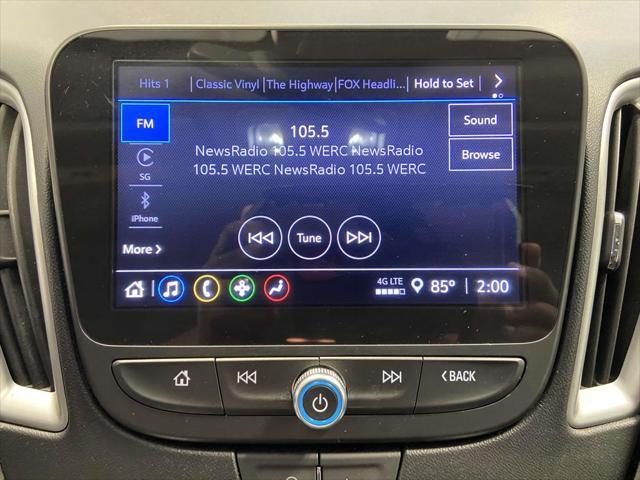 Hits 1 Classic Vinyl The Highway FOX Headli... Hold to Set
FM
105.5
Sound
NewsRadio 105.5 WERC NewsRadio
105.5 WERC NewsRadio 105.5 WERC
Browse
SG
iPhone
More
Tune
4G LTE
85° 2:00
BACK